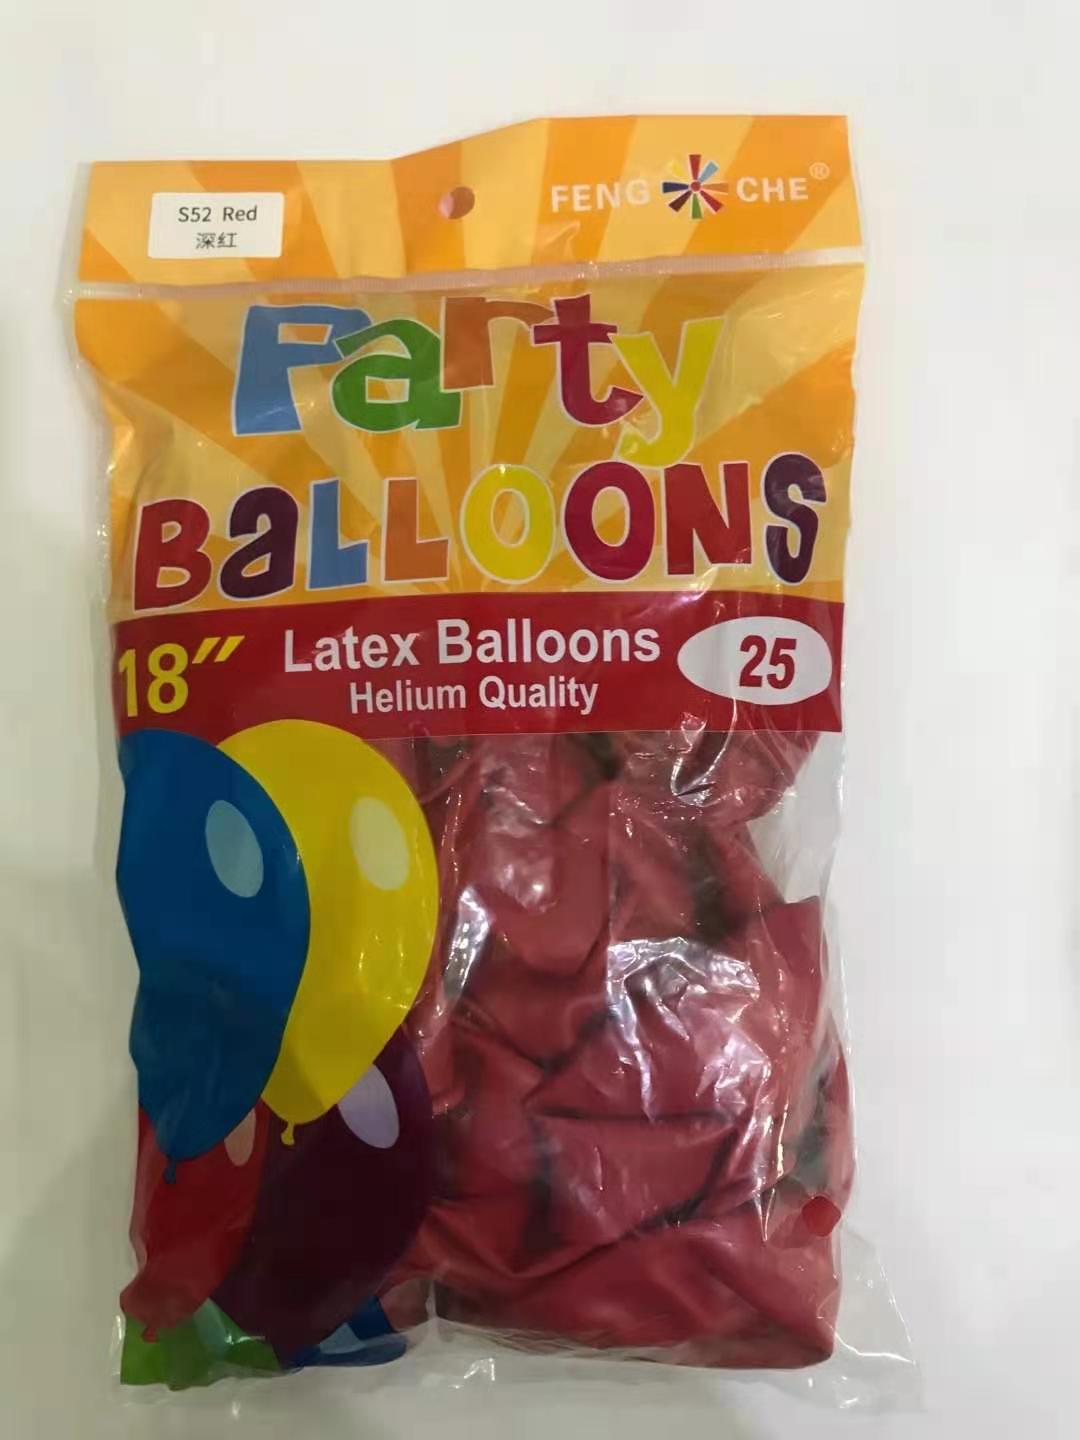 S52 Red
深红
FENG CHE®
Party
BALLOONS
18″ Latex Balloons 25
Helium Quality